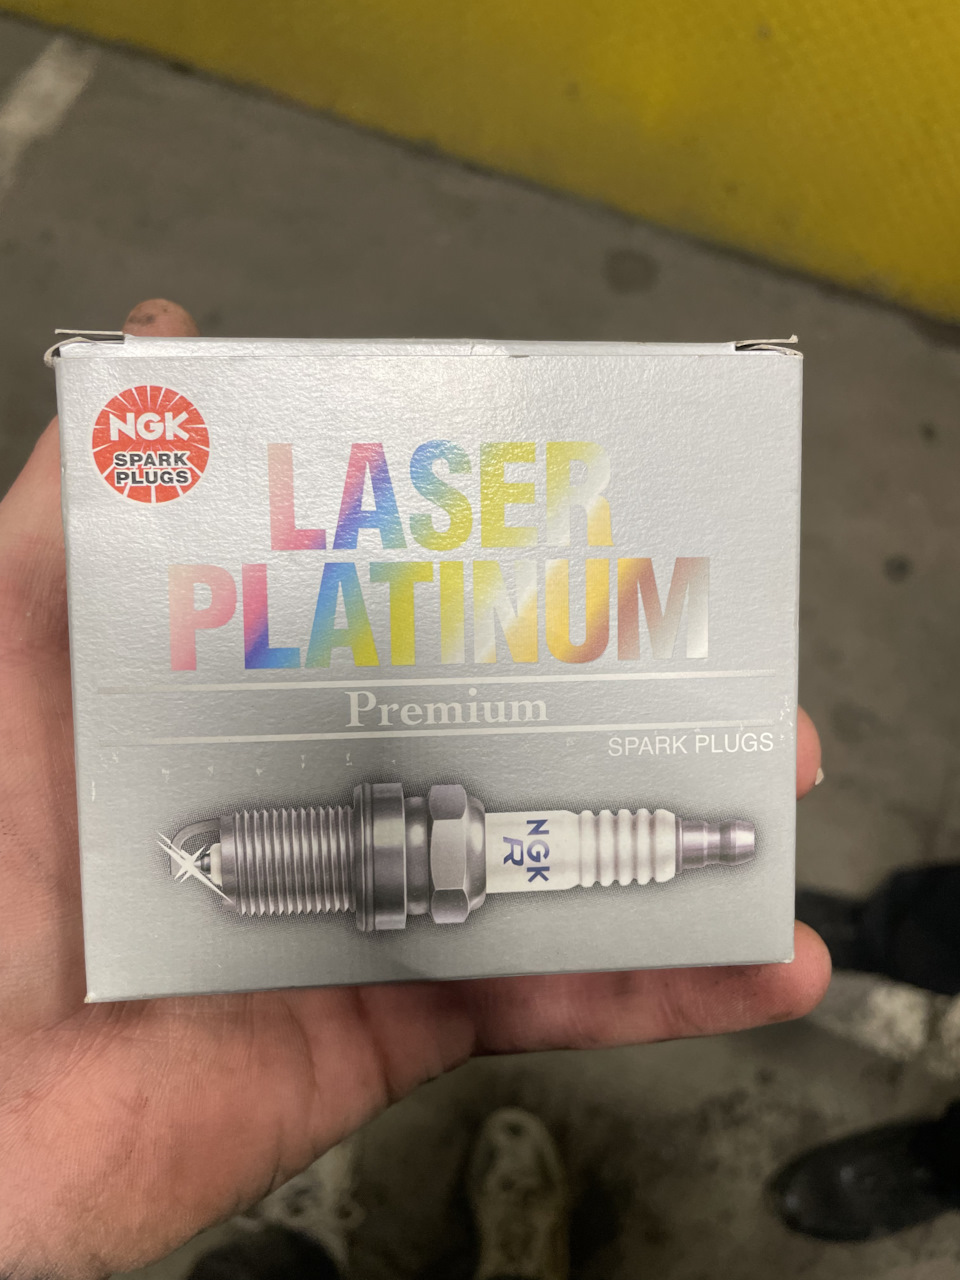 NGK
SPARK
PLUGS
LASER
PLATINUM
Premium
SPARK PLUGS
NGK
R